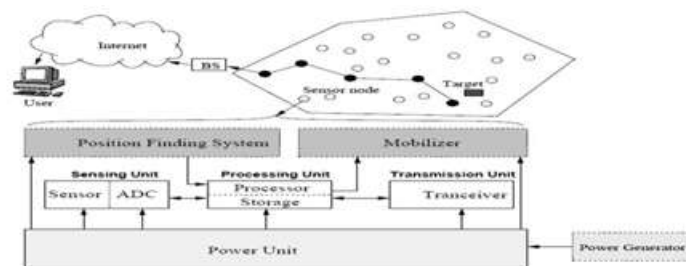 Internet
BS
User
Sensor node
Target
Position Finding System
Mobilizer
Sensing Unit
Processing Unit
Transmission Unit
Sensor
ADC
Processor
Storage
Tranceiver
Power Unit
Power Generator